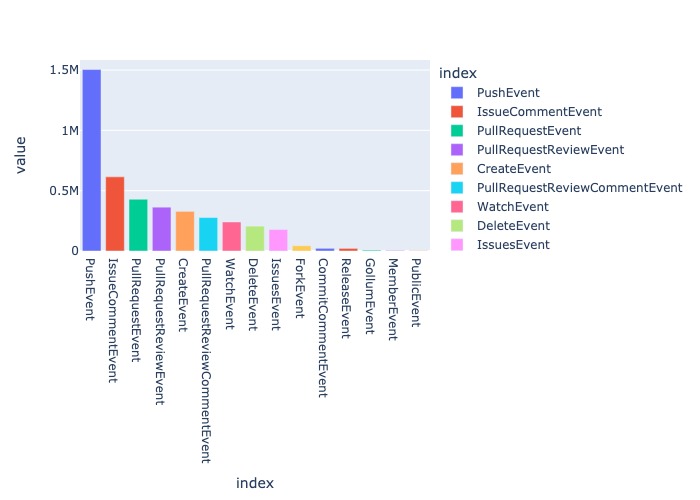 1.5M
1M
0.5M
0
value
PushEvent
IssueCommentEvent
PullRequestEvent
PullRequestReviewEvent
CreateEvent
PullRequestReviewCommentEvent
WatchEvent
DeleteEvent
IssuesEvent
ForkEvent
CommitCommentEvent
ReleaseEvent
GollumEvent
MemberEvent
PublicEvent
index
index
PushEvent
IssueCommentEvent
PullRequestEvent
PullRequestReviewEvent
CreateEvent
PullRequestReviewCommentEvent
WatchEvent
DeleteEvent
IssuesEvent